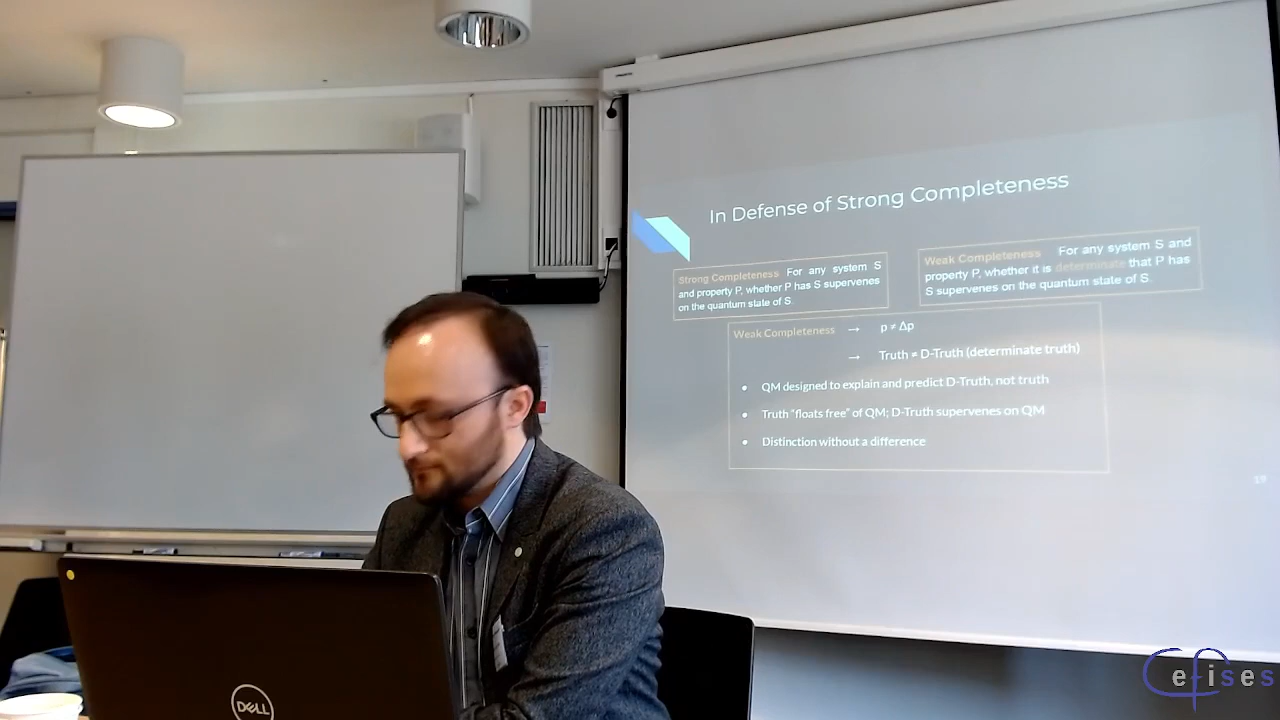 In Defense of Strong Completeness
Strong Completeness For any system S
and property P, whether P has S supervenes
on the quantum state of S.
Weak Completeness For any system S and
property P, whether it is determinate that P has
S supervenes on the quantum state of S.
Weak Completeness → p ≠ Δp
→ Truth ≠ D-Truth (determinate truth)
• QM designed to explain and predict D-Truth, not truth
• Truth "floats free" of QM; D-Truth supervenes on QM
• Distinction without a difference
DELL
efises